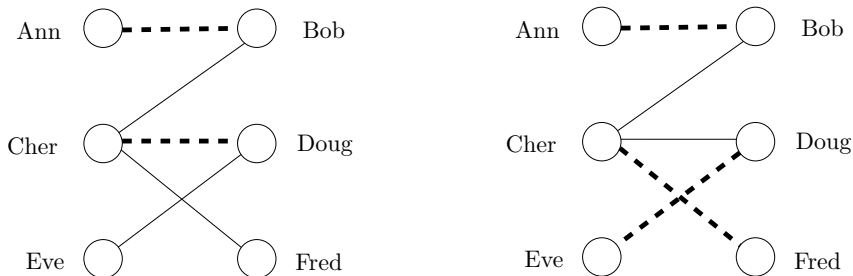 Ann Bob Ann Bob
Cher Doug Cher Doug
Eve Fred Eve Fred